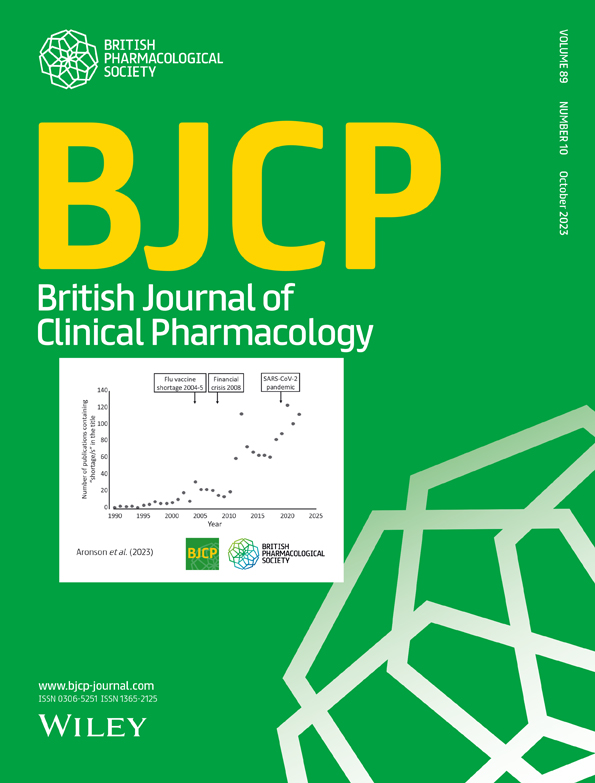 BRITISH
PHARMACOLOGICAL
SOCIETY
VOLUME 89 NUMBER 10 October 2023
BJCP
British Journal of
Clinical Pharmacology
Flu vaccine
shortage 2004-5
Financial
crisis 2008
SARS-CoV-2
pandemic
Number of publications containing
"shortage/s" in the title
140
120
100
80
60
40
20
0
1990 1995 2000 2005 2010 2015 2020 2025
Year
Aronson et al. (2023)
BJCP
BRITISH
PHARMACOLOGICAL
SOCIETY
www.bjcp-journal.com
ISSN 0306-5251 ISSN 1365-2125
WILEY